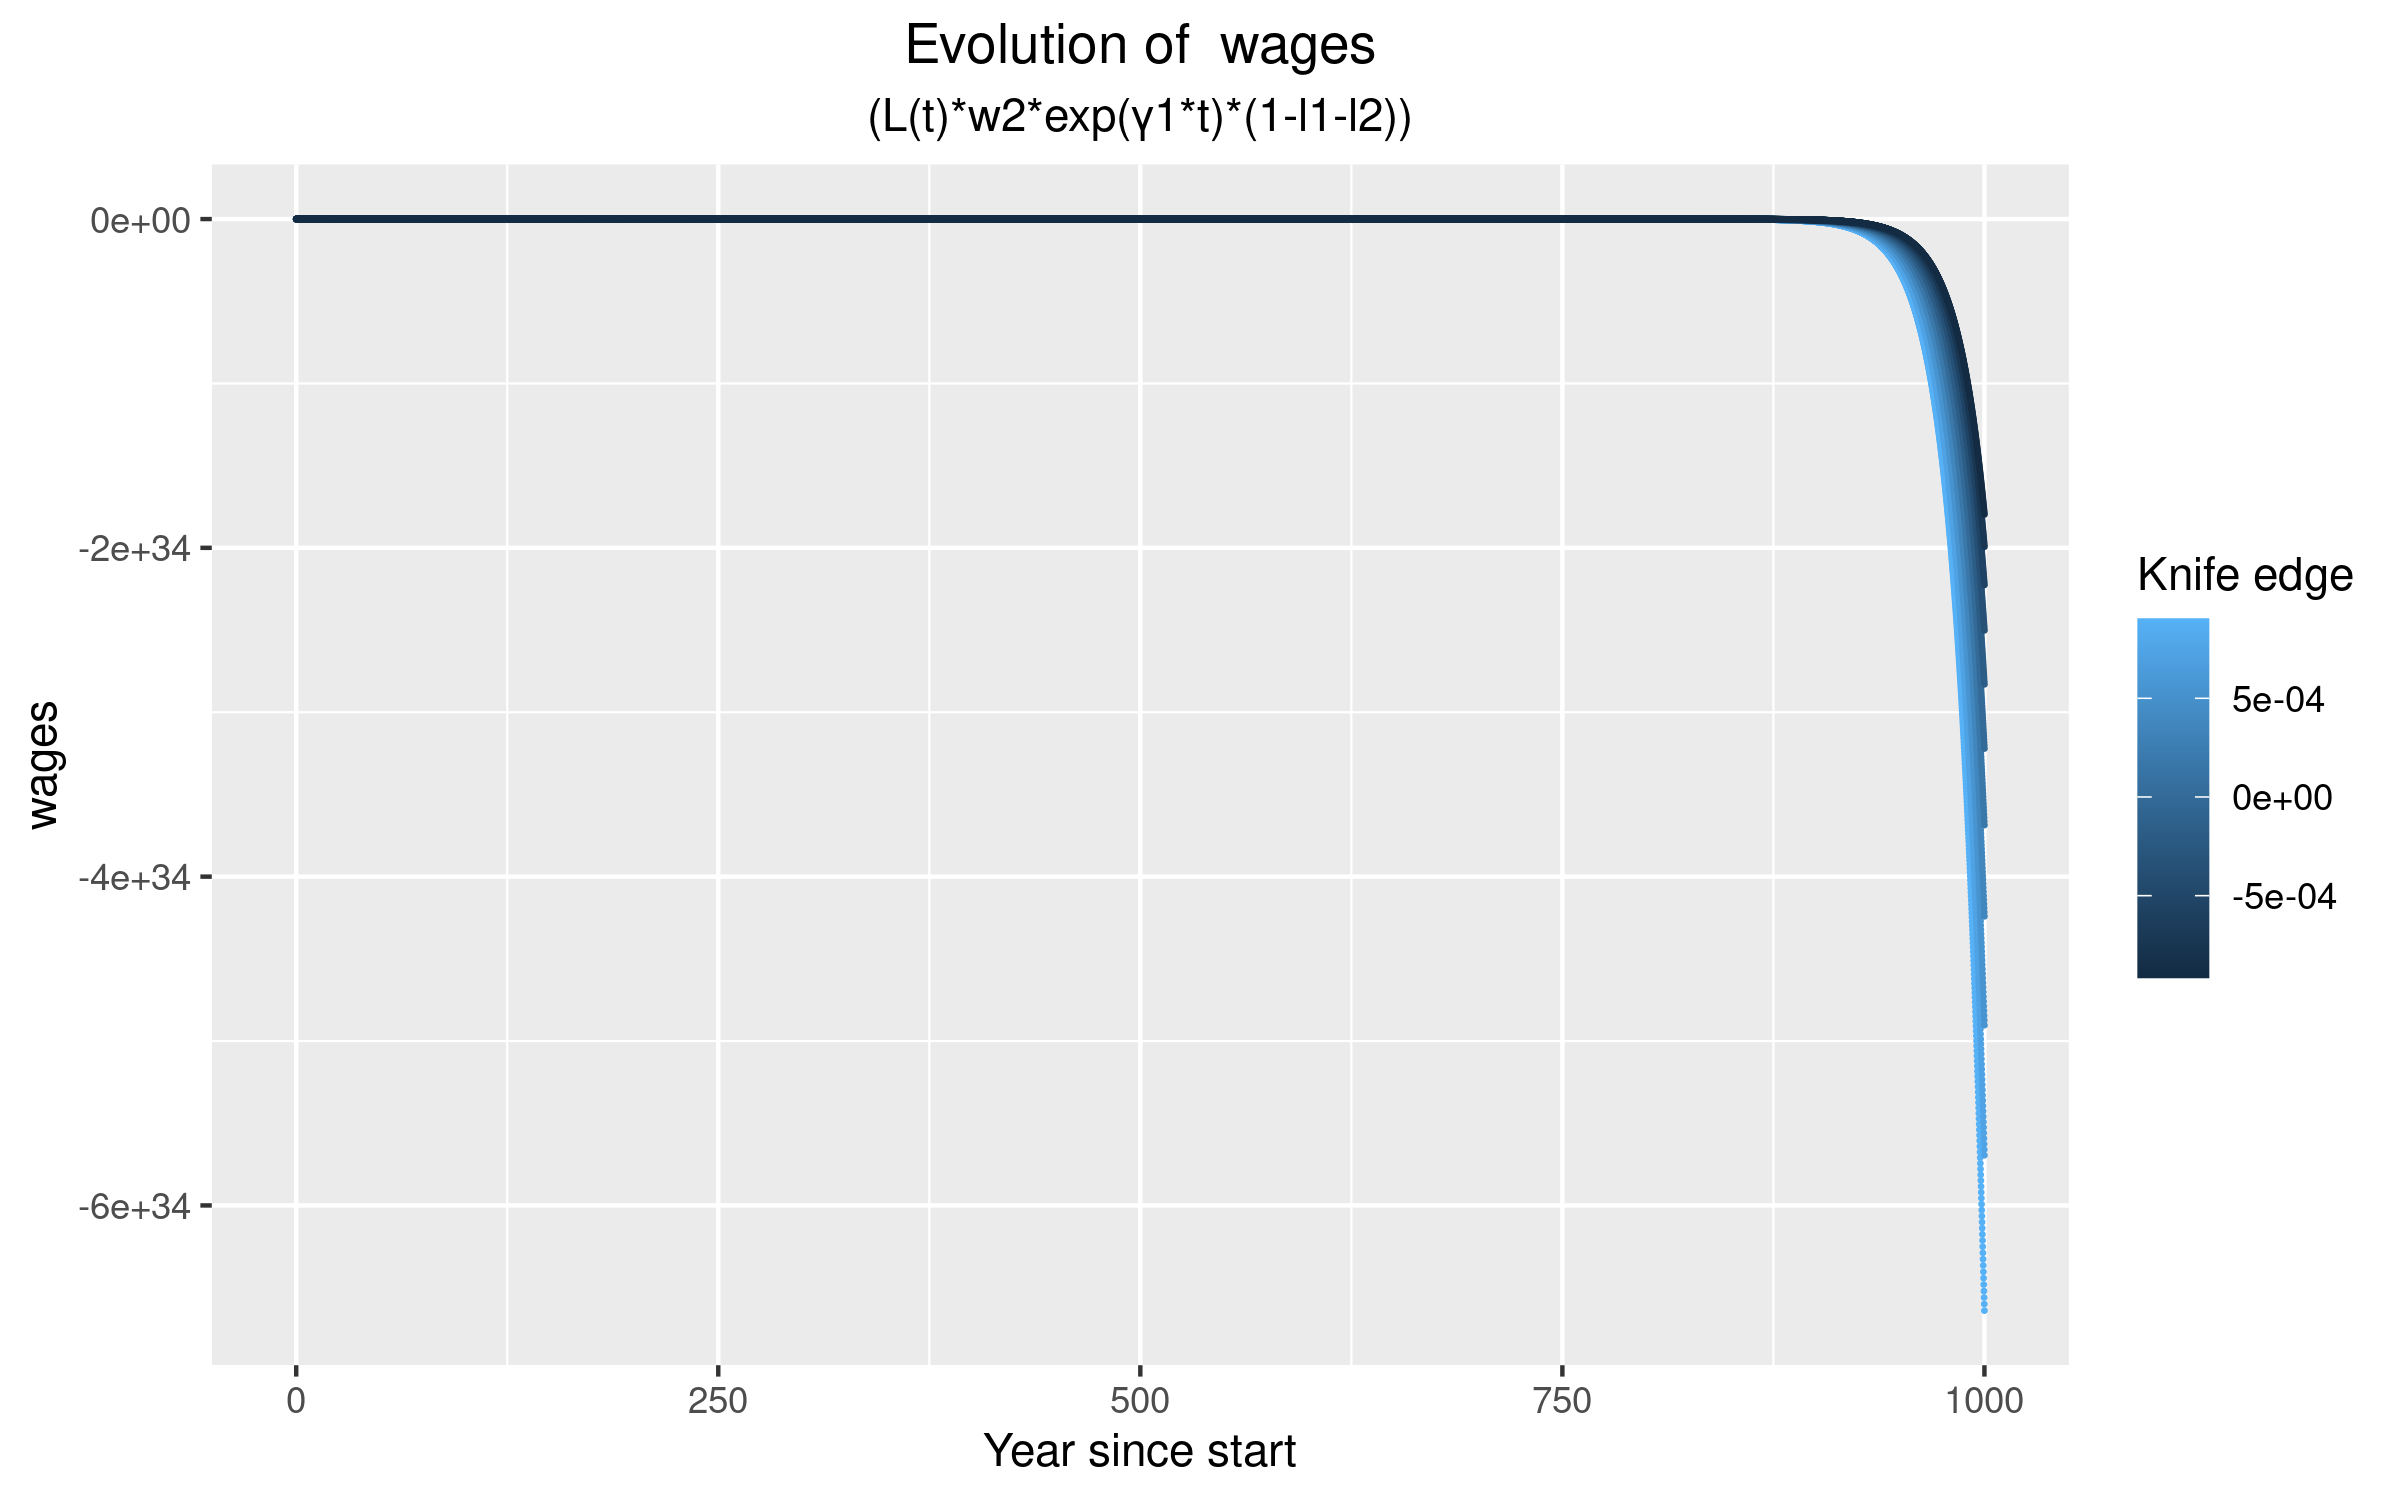 Evolution of  wages
(L(t)*w2*exp(γ1*t)*(1-l1-l2))
wages
0e+00
-2e+34
-4e+34
-6e+34
0
250
500
750
1000
Year since start
Knife edge
5e-04
0e+00
-5e-04